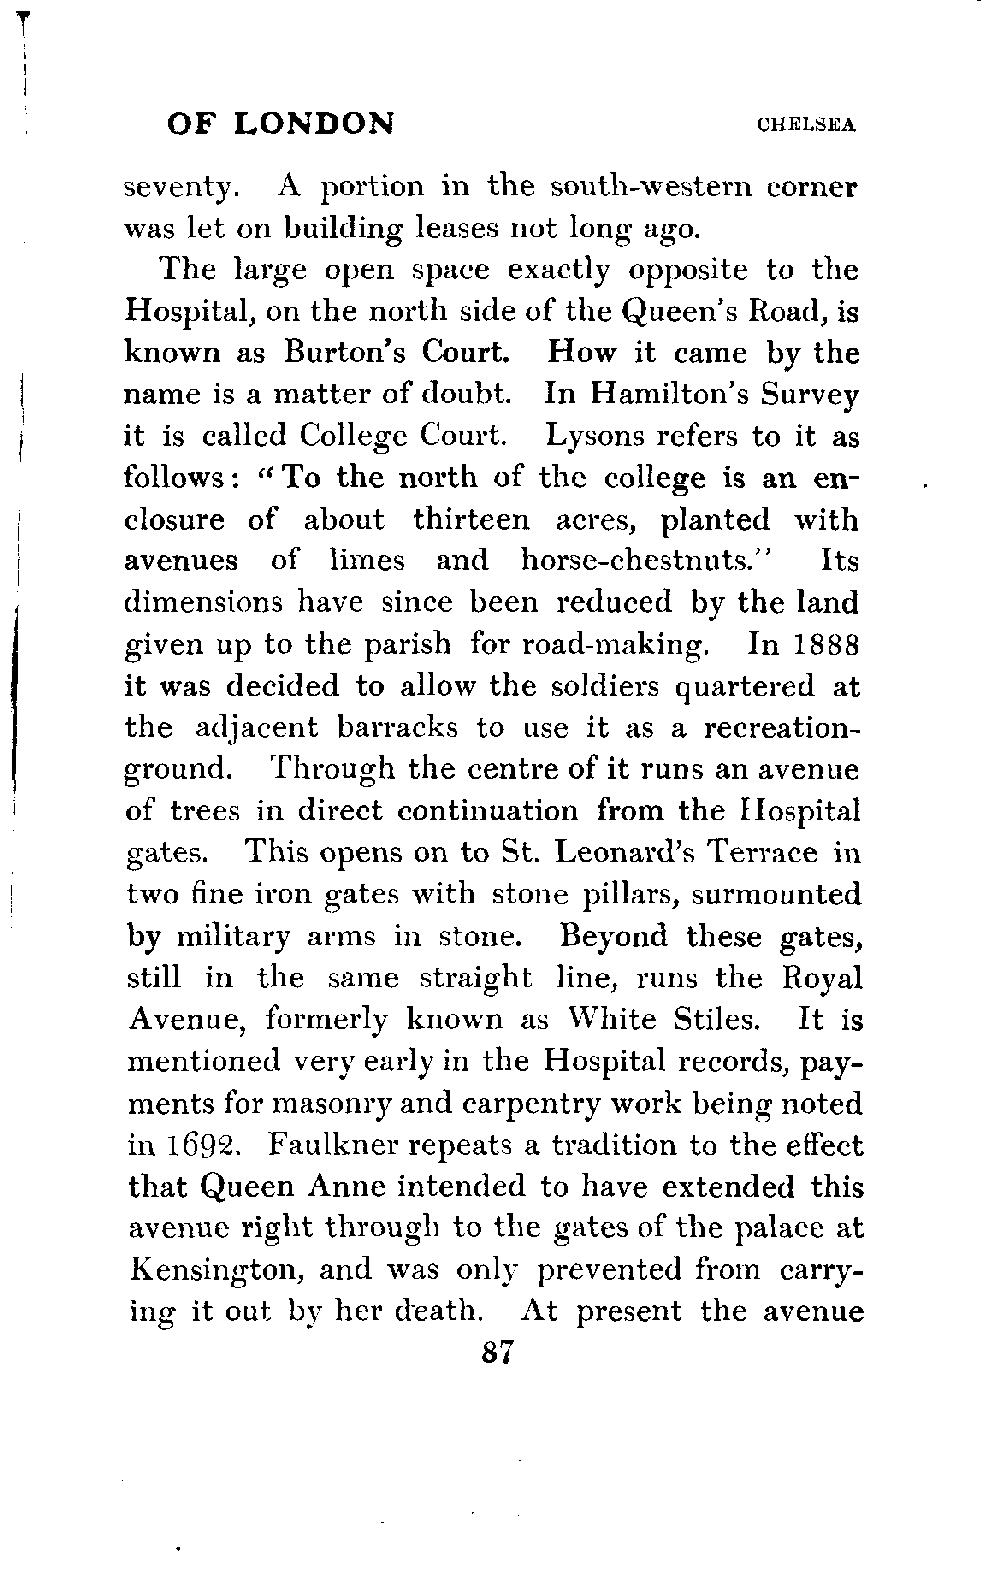 OF LONDON CHELSEA
seventy. A portion in the south-western corner
was let on building leases not long ago.
The large open space exactly opposite to the
Hospital, on the north side of the Queen's Road, is
known as Burton's Court. How it came by the
name is a matter of doubt. In Hamilton's Survey
it is called College Court. Lysons refers to it as
follows: "To the north of the college is an en-
closure of about thirteen acres, planted with
avenues of limes and horse-chestnuts." Its
dimensions have since been reduced by the land
given up to the parish for road-making. In 1888
it was decided to allow the soldiers quartered at
the adjacent barracks to use it as a recreation-
ground. Through the centre of it runs an avenue
of trees in direct continuation from the Hospital
gates. This opens on to St. Leonard's Terrace in
two fine iron gates with stone pillars, surmounted
by military arms in stone. Beyond these gates,
still in the same straight line, runs the Royal
Avenue, formerly known as White Stiles. It is
mentioned very early in the Hospital records, pay-
ments for masonry and carpentry work being noted
in 1692. Faulkner repeats a tradition to the effect
that Queen Anne intended to have extended this
avenue right through to the gates of the palace at
Kensington, and was only prevented from carry-
ing it out by her death. At present the avenue
87